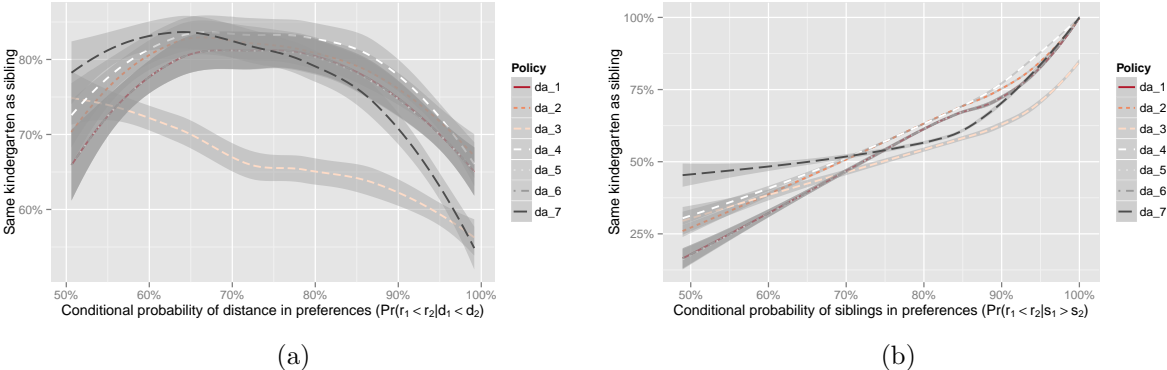 Same kindergarten as sibling
80%
70%
60%
50%
60%
70%
80%
90%
100%
Conditional probability of distance in preferences (Pr(r1 < r2|d1 < d2)
Policy
da_1
da_2
da_3
da_4
da_5
da_6
da_7
(a)
Same kindergarten as sibling
100%
75%
50%
25%
50%
60%
70%
80%
90%
100%
Conditional probability of siblings in preferences (Pr(r1 < r2|s1 > s2)
Policy
da_1
da_2
da_3
da_4
da_5
da_6
da_7
(b)